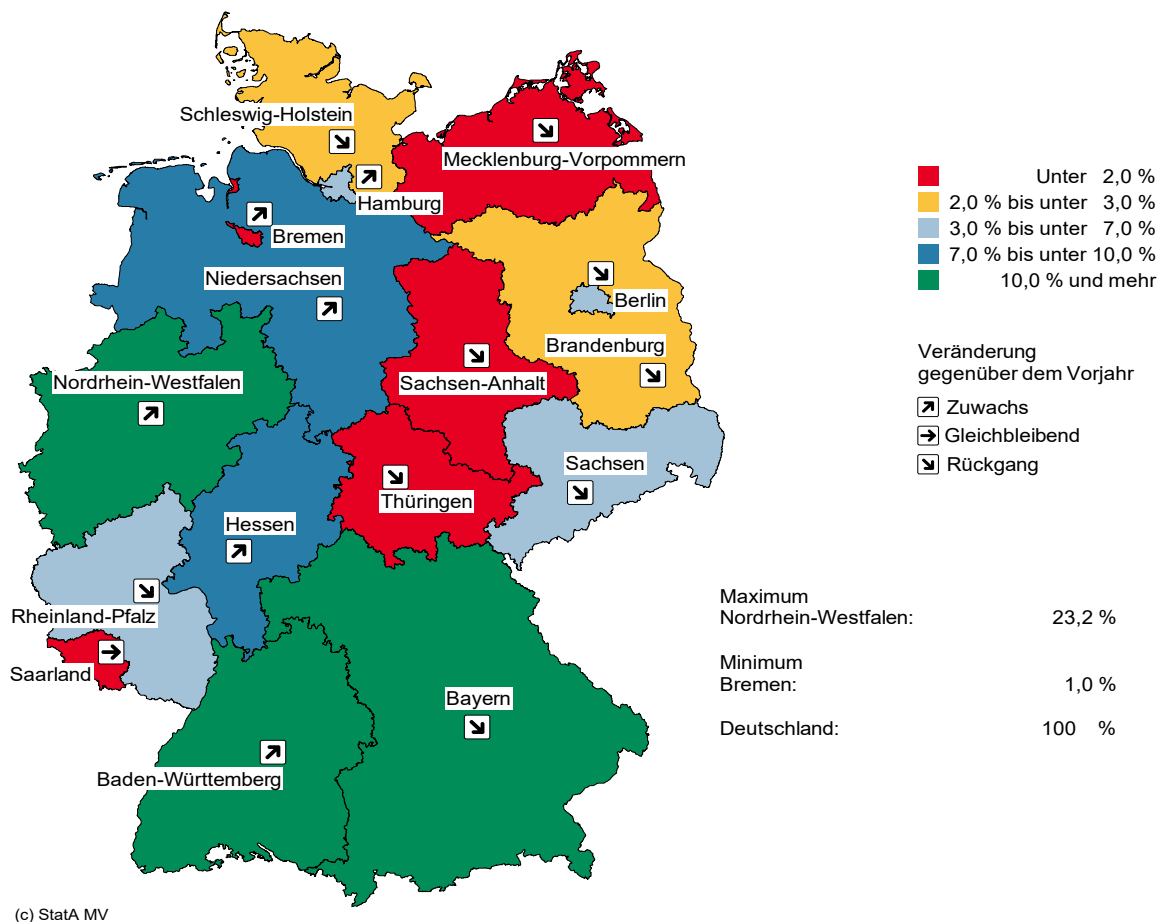 Schleswig-Holstein
Mecklenburg-Vorpommern
Hamburg
Bremen
Niedersachsen
Berlin
Brandenburg
Nordrhein-Westfalen
Sachsen-Anhalt
Sachsen
Thüringen
Hessen
Rheinland-Pfalz
Saarland
Bayern
Baden-Württemberg
Unter 2,0 %
2,0 % bis unter 3,0 %
3,0 % bis unter 7,0 %
7,0 % bis unter 10,0 %
10,0 % und mehr
Veränderung
gegenüber dem Vorjahr
Zuwachs
Gleichbleibend
Rückgang
Maximum
Nordrhein-Westfalen: 23,2 %
Minimum
Bremen: 1,0 %
Deutschland: 100 %
(c) StatA MV